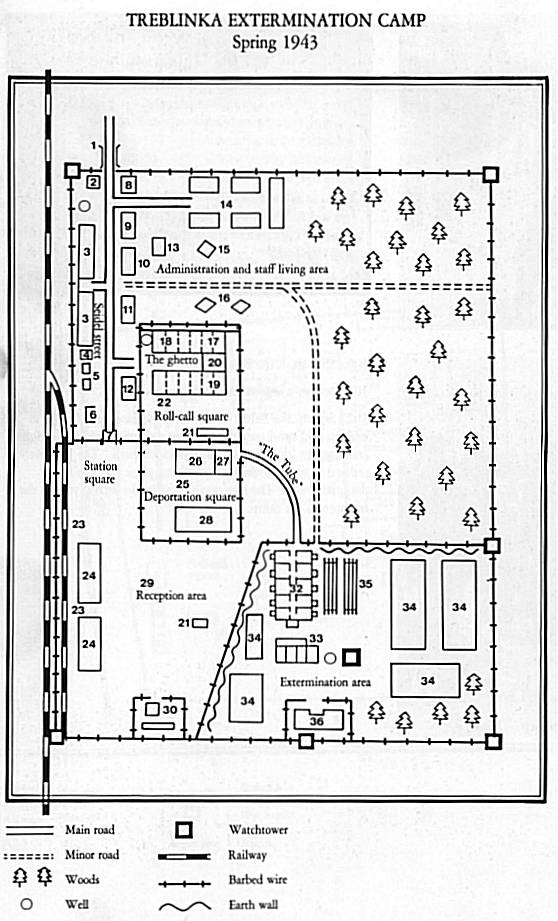 TREBLINKA EXTERMINATION CAMP
Spring 1943
1
2
8
14
3
9
13
15
10
Administration and staff living area
16
3
11
Seidel street
18
17
4
The ghetto
20
5
19
12
22
6
Roll-call square
21
Station
square
26
27
"The Tube"
25
Deportation square
28
23
24
29
Reception area
32
35
34
34
23
21
24
34
33
Extermination area
34
34
30
36
Main road
Watchtower
Minor road
Railway
Woods
Barbed wire
Well
Earth wall